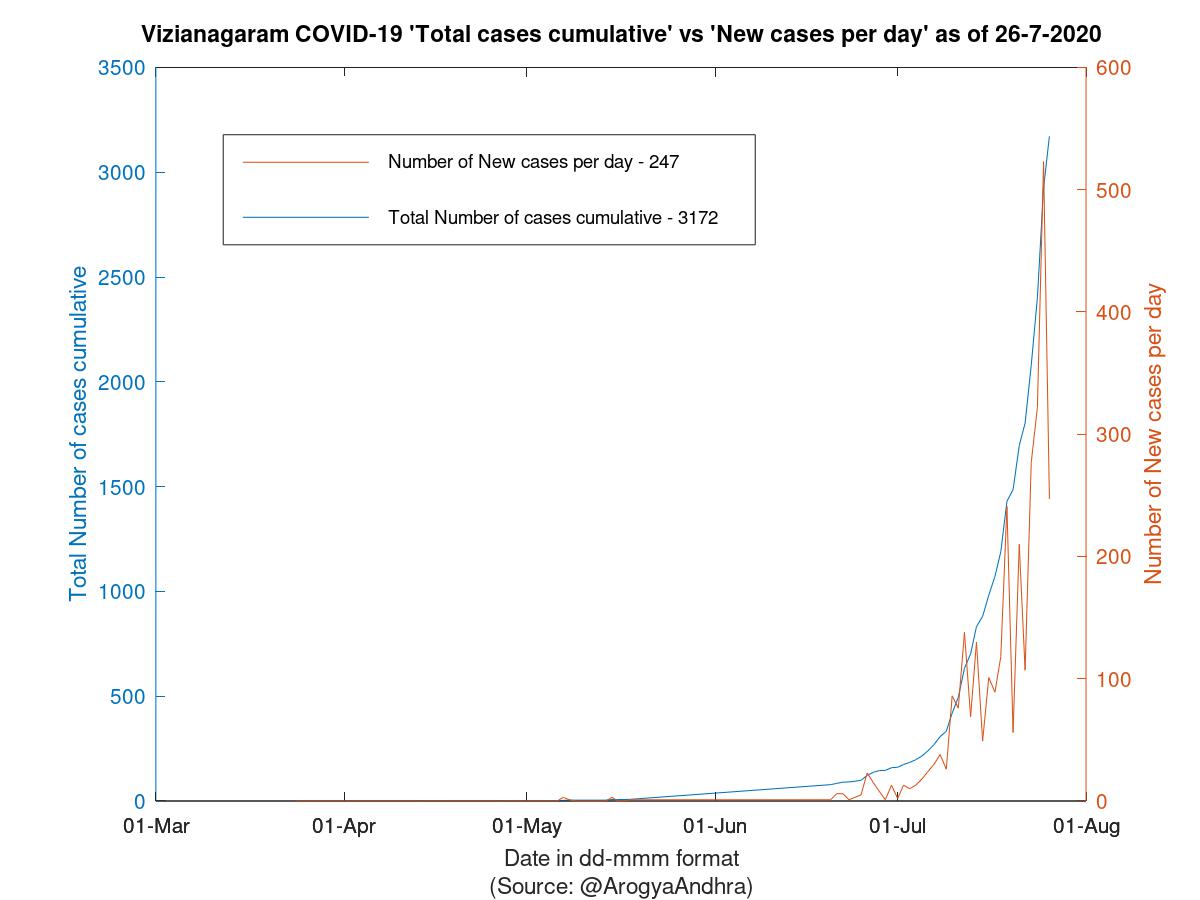 Vizianagaram COVID-19 'Total cases cumulative' vs 'New cases per day' as of 26-7-2020
3500
3000
2500
2000
1500
1000
500
0
Total Number of cases cumulative
Number of New cases per day - 247
Total Number of cases cumulative - 3172
600
500
400
300
200
100
0
Number of New cases per day
01-Mar 01-Apr 01-May 01-Jun 01-Jul 01-Aug
Date in dd-mmm format
(Source: @ArogyaAndhra)